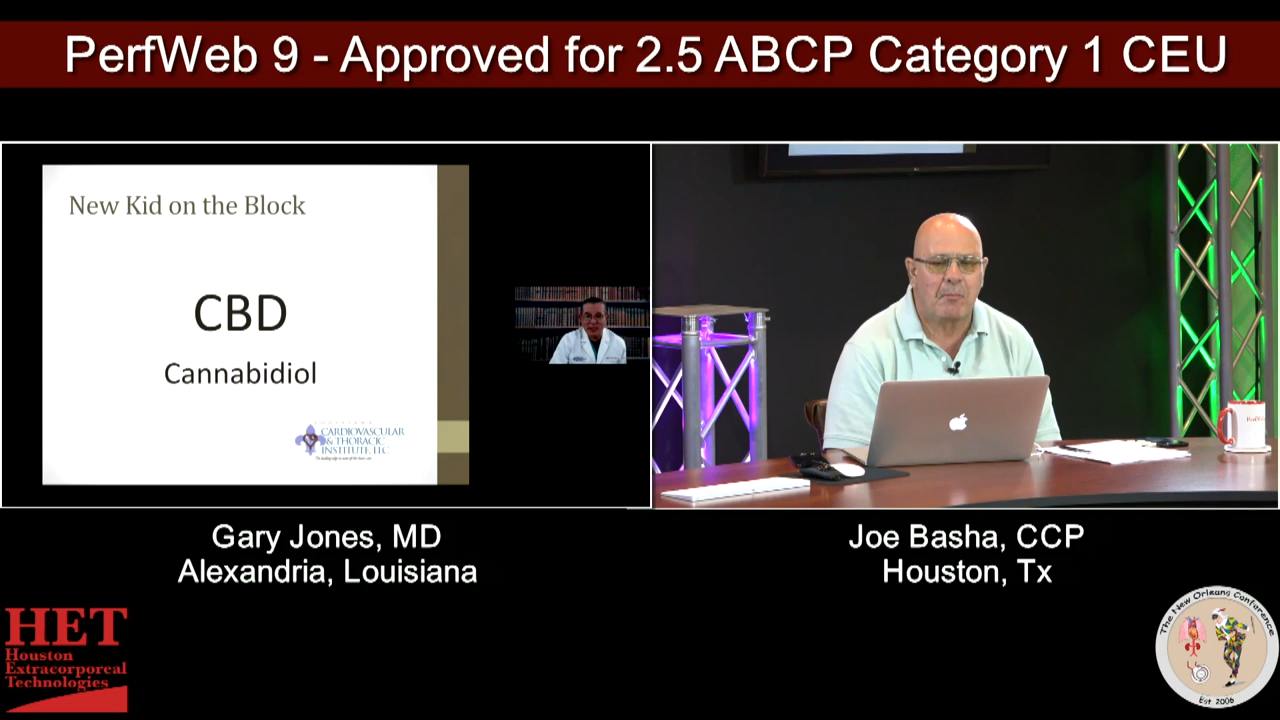 PerfWeb 9 - Approved for 2.5 ABCP Category 1 CEU
New Kid on the Block
CBD
Cannabidiol
CARDIOVASCULAR
& THORACIC
INSTITUTE, LLC
Gary Jones, MD
Alexandria, Louisiana
Joe Basha, CCP
Houston, Tx
HET
Houston
Extracorporeal
Technologies
The New Orleans Conference
Est 2006